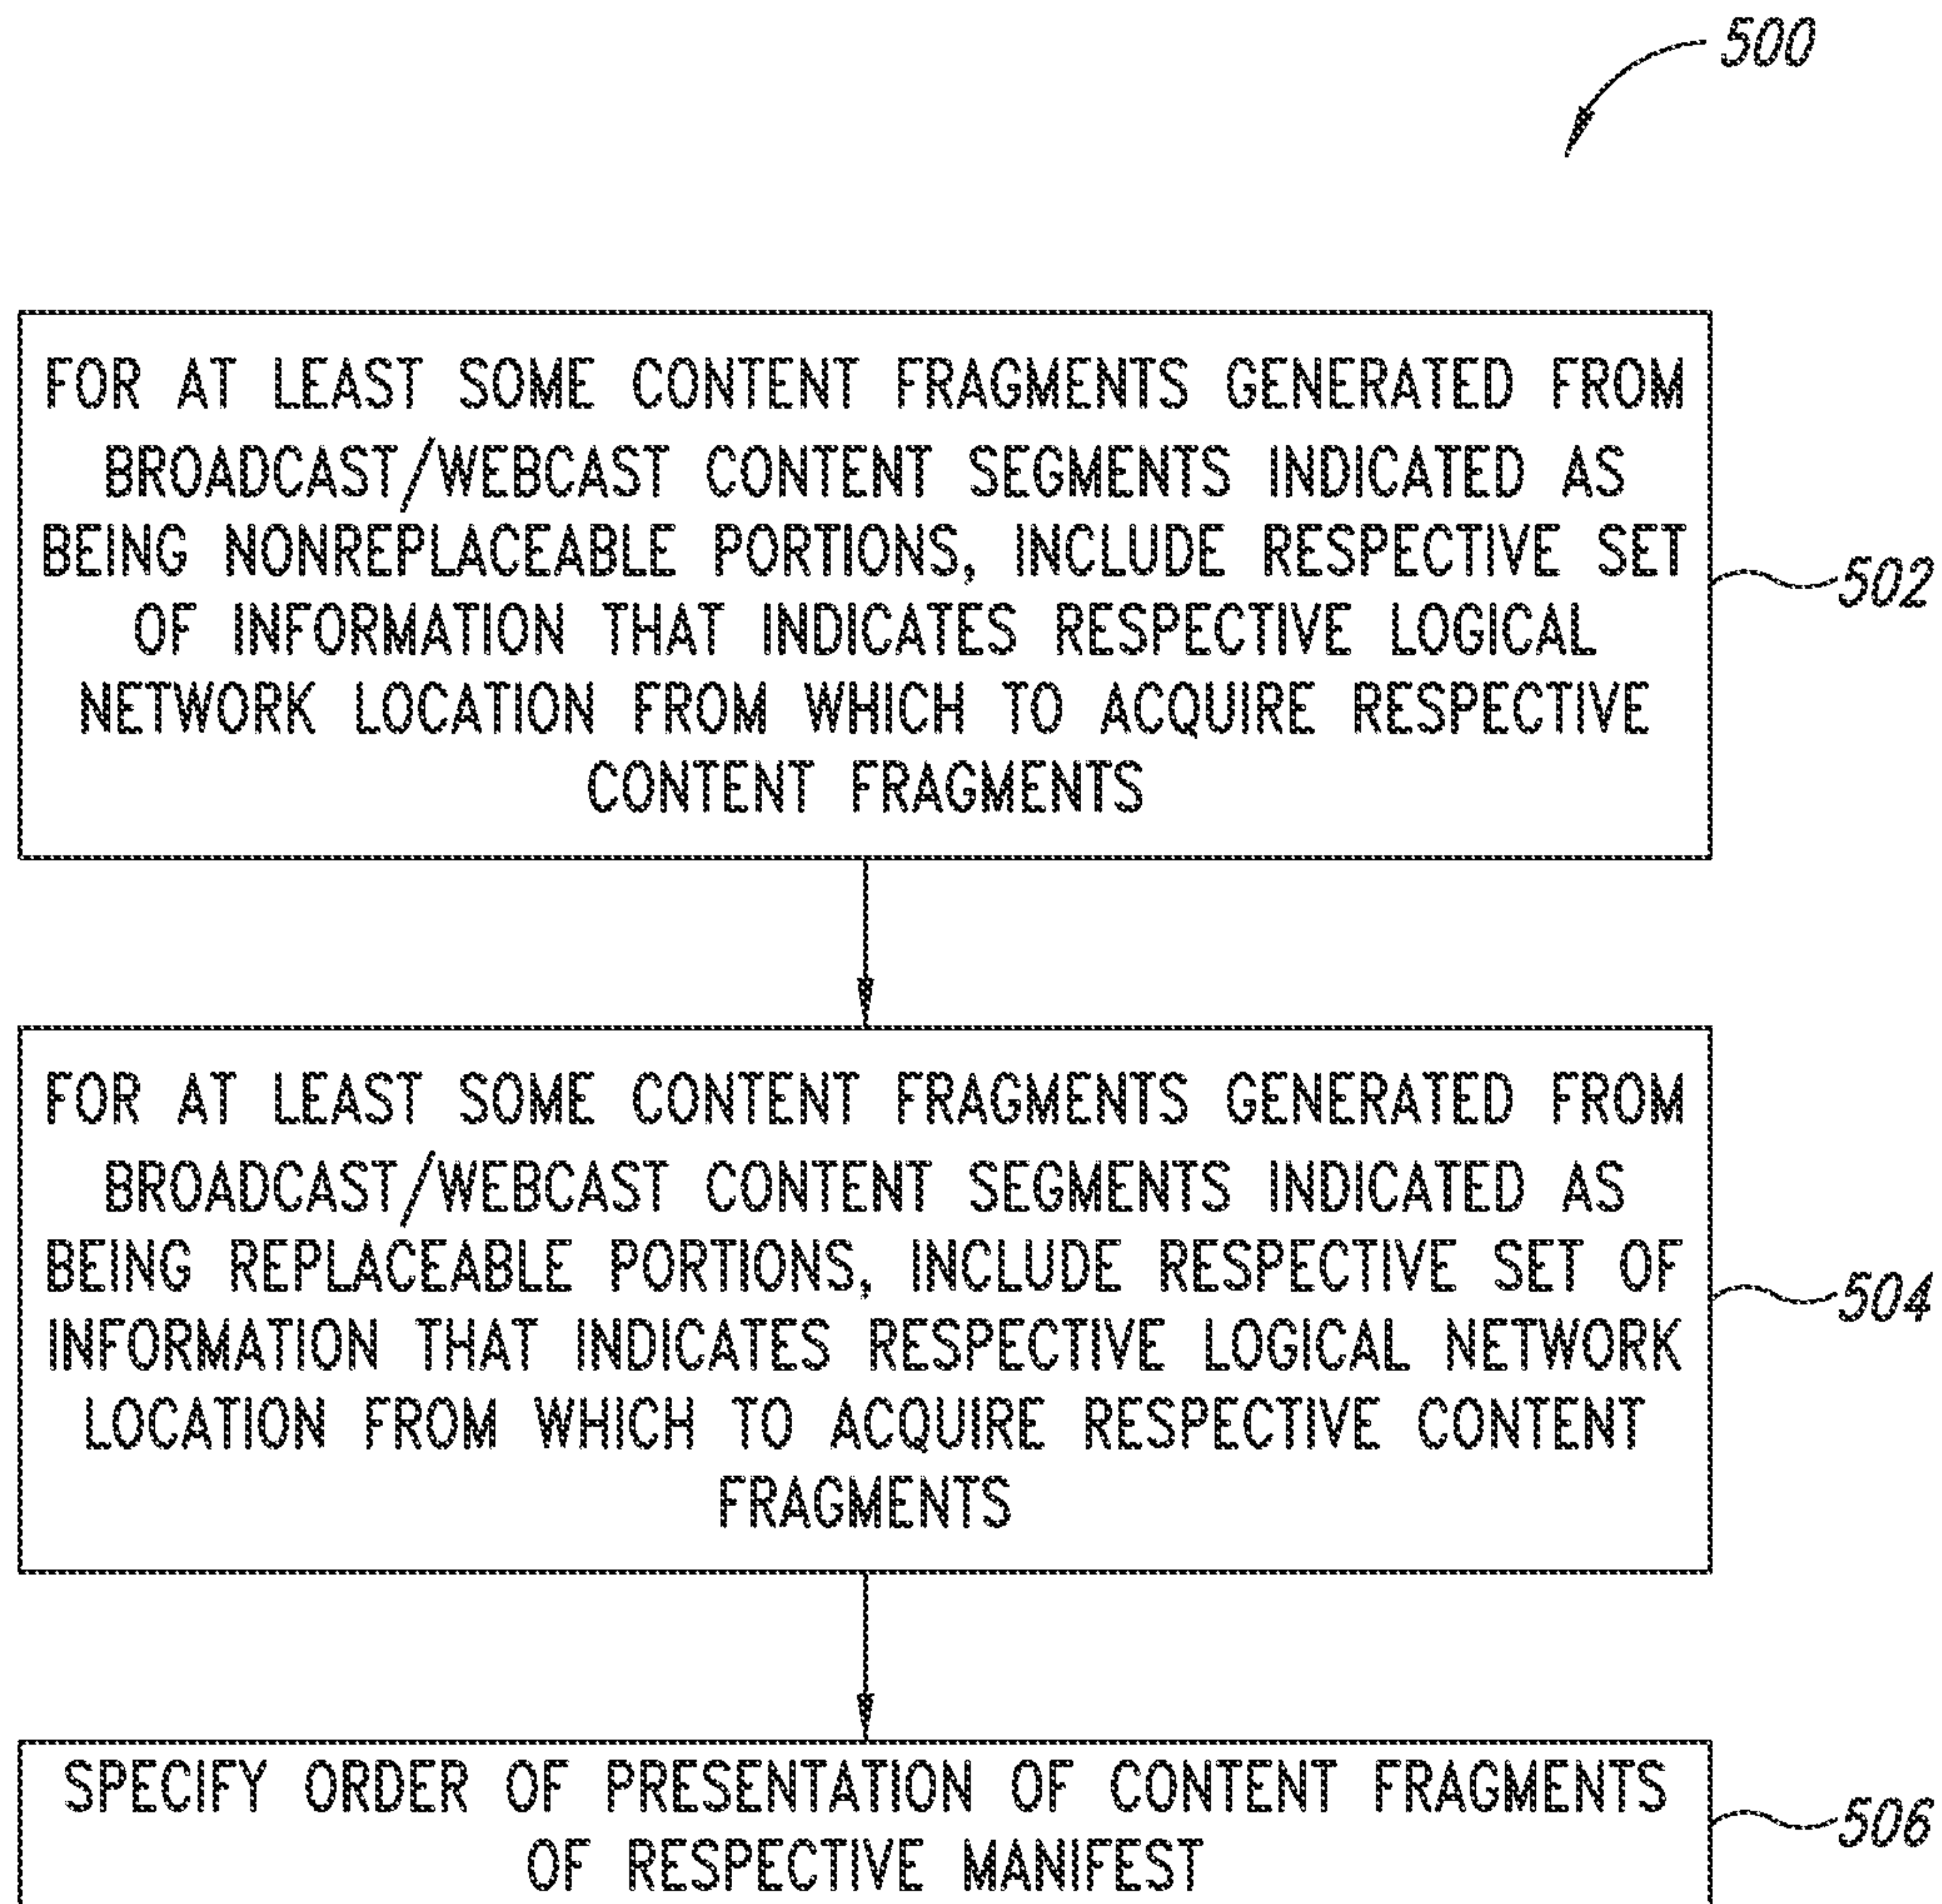 500
FOR AT LEAST SOME CONTENT FRAGMENTS GENERATED FROM
BROADCAST/WEBCAST CONTENT SEGMENTS INDICATED AS
BEING NONREPLACEABLE PORTIONS, INCLUDE RESPECTIVE SET
OF INFORMATION THAT INDICATES RESPECTIVE LOGICAL
NETWORK LOCATION FROM WHICH TO ACQUIRE RESPECTIVE
CONTENT FRAGMENTS
502
FOR AT LEAST SOME CONTENT FRAGMENTS GENERATED FROM
BROADCAST/WEBCAST CONTENT SEGMENTS INDICATED AS
BEING REPLACEABLE PORTIONS, INCLUDE RESPECTIVE SET OF
INFORMATION THAT INDICATES RESPECTIVE LOGICAL NETWORK
LOCATION FROM WHICH TO ACQUIRE RESPECTIVE CONTENT
FRAGMENTS
504
SPECIFY ORDER OF PRESENTATION OF CONTENT FRAGMENTS
OF RESPECTIVE MANIFEST
506